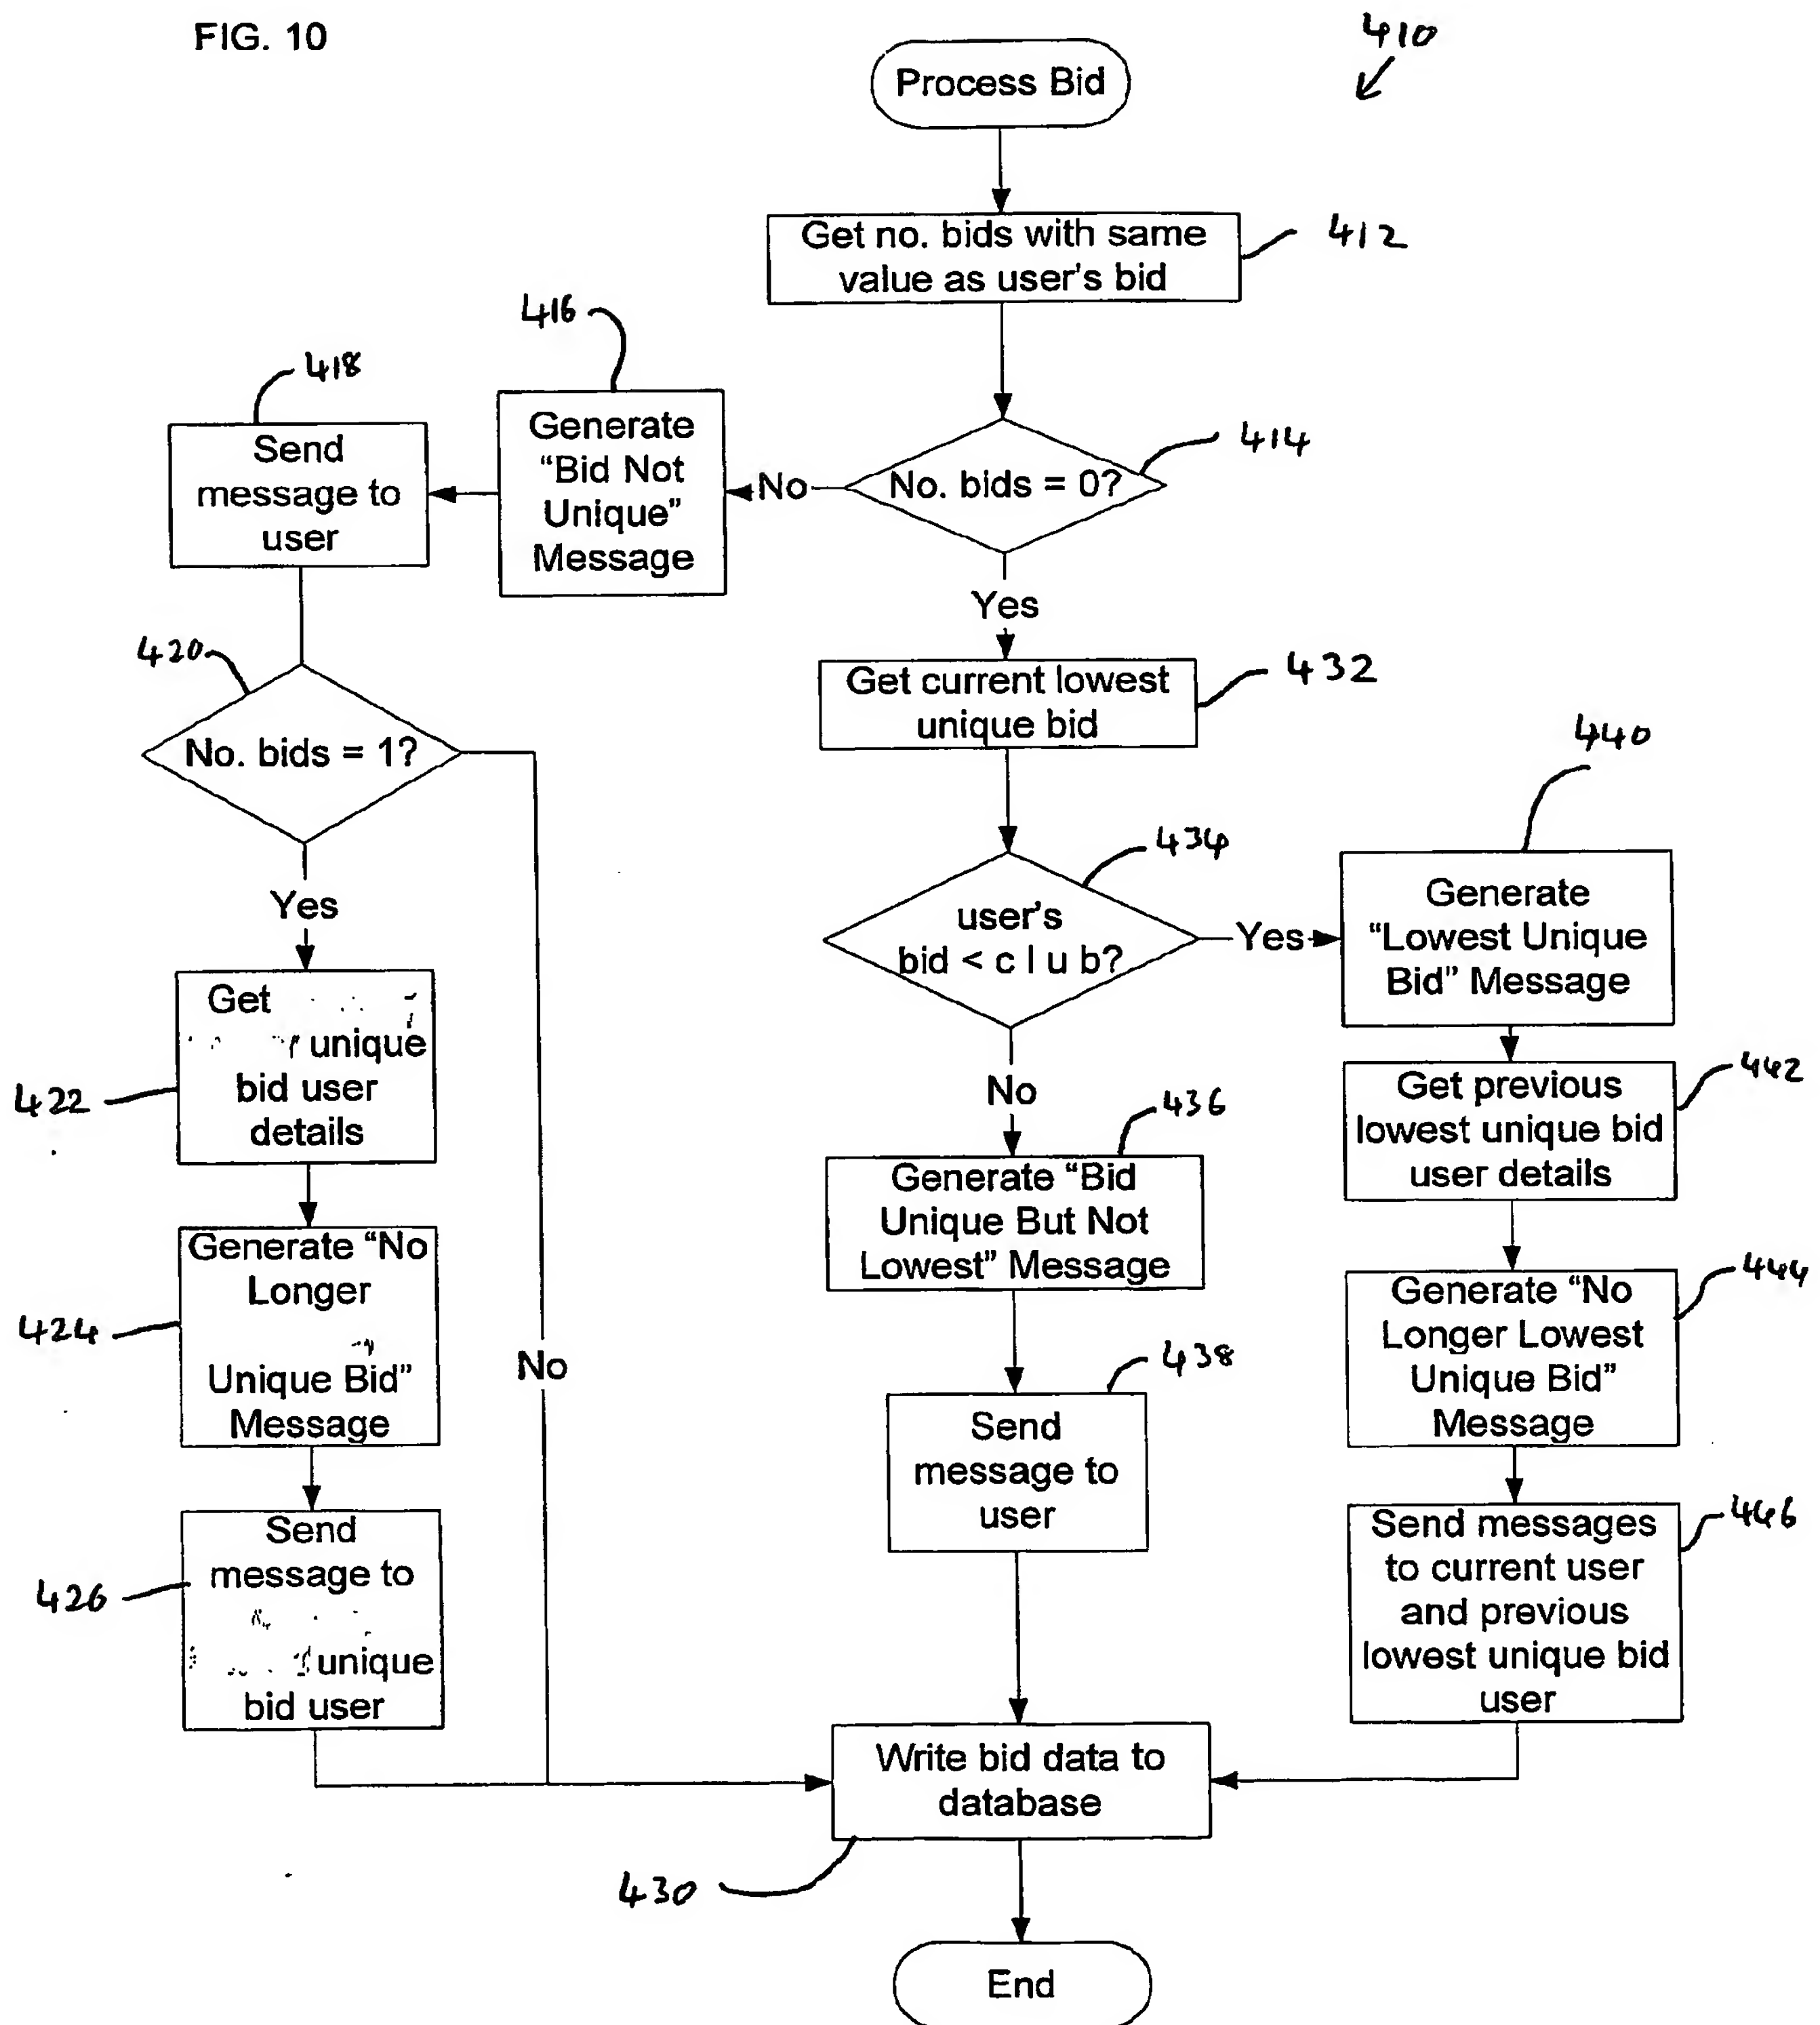 FIG. 10
410
Process Bid
Get no. bids with same
value as user's bid
412
416
418
Generate
“Bid Not
Unique”
Message
Send
message to
user
No
No. bids = 0?
414
Yes
420
No. bids = 1?
Get current lowest
unique bid
432
440
434
Yes
user's
bid < c l u b?
Yes
Generate
“Lowest Unique
Bid” Message
Get
unique
bid user
details
422
No
436
Get previous
lowest unique bid
user details
442
Generate “Bid
Unique But Not
Lowest” Message
Generate “No
Longer
Unique Bid”
Message
424
No
438
Generate “No
Longer Lowest
Unique Bid”
Message
444
Send
message to
user
Send
message to
unique
bid user
426
Send messages
to current user
and previous
lowest unique bid
user
446
Write bid data to
database
430
End